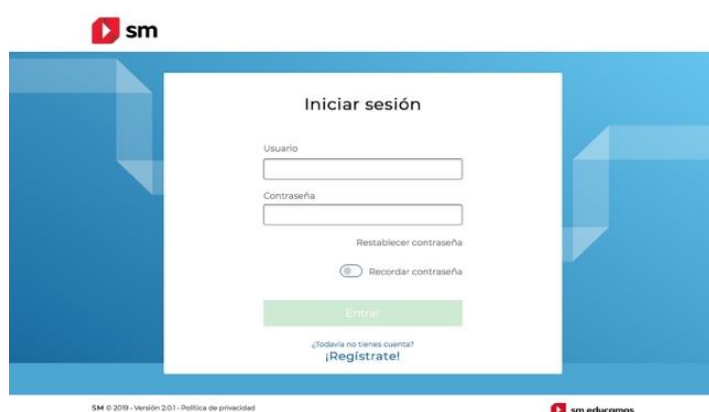 sm
Iniciar sesión
Usuario
Contraseña
Restablecer contraseña
Recordar contraseña
Entrar
¿Todavía no tienes cuenta?
¡Regístrate!
SM © 2019 - Versión 2.0.1 - Política de privacidad
sm educamos